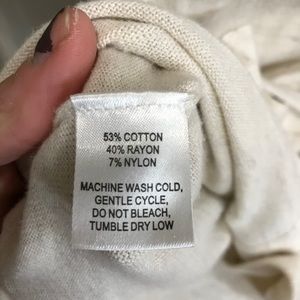 53% COTTON
40% RAYON
7% NYLON
MACHINE WASH COLD,
GENTLE CYCLE,
DO NOT BLEACH,
TUMBLE DRY LOW